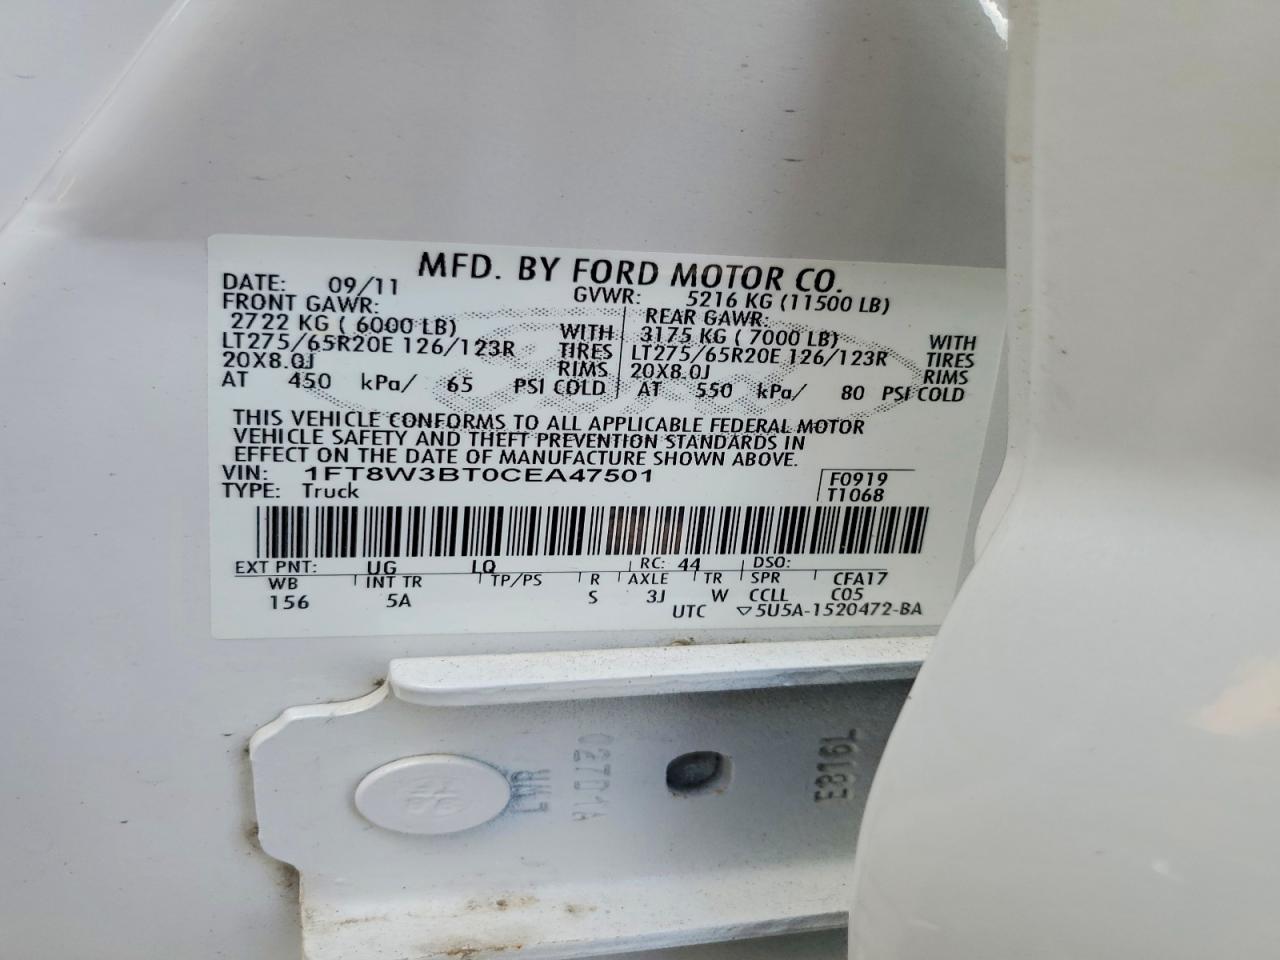 MFD. BY FORD MOTOR CO.
DATE: 09/11 GVWR: 5216 KG (11500 LB)
FRONT GAWR: REAR GAWR:
2722 KG ( 6000 LB) WITH 3175 KG ( 7000 LB) WITH
LT275/65R20E 126/123R TIRES LT275/65R20E 126/123R TIRES
20X8.0J RIMS 20X8.0J RIMS
AT 450 kPa/ 65 PSI COLD AT 550 kPa/ 80 PSI COLD
THIS VEHICLE CONFORMS TO ALL APPLICABLE FEDERAL MOTOR
VEHICLE SAFETY AND THEFT PREVENTION STANDARDS IN
EFFECT ON THE DATE OF MANUFACTURE SHOWN ABOVE.
VIN: 1FT8W3BT0CEA47501 F0919
TYPE: Truck T1068
EXT PNT: UG LQ RC: 44 DSO:
WB INT TR TP/PS R AXLE TR SPR CFA17
156 5A S 3J W CCLL C05
UTC ▽5U5A-1520472-BA
LWR
E816L